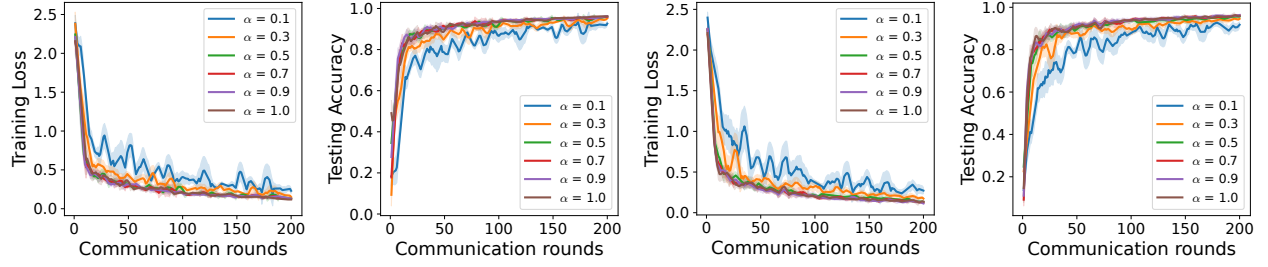 Training Loss
2.5
2.0
1.5
1.0
0.5
0.0
0
50
100
150
200
Communication rounds
α = 0.1
α = 0.3
α = 0.5
α = 0.7
α = 0.9
α = 1.0
Testing Accuracy
1.0
0.8
0.6
0.4
0.2
0.0
0
50
100
150
200
Communication rounds
α = 0.1
α = 0.3
α = 0.5
α = 0.7
α = 0.9
α = 1.0
Training Loss
2.5
2.0
1.5
1.0
0.5
0.0
0
50
100
150
200
Communication rounds
α = 0.1
α = 0.3
α = 0.5
α = 0.7
α = 0.9
α = 1.0
Testing Accuracy
1.0
0.8
0.6
0.4
0.2
0
50
100
150
200
Communication rounds
α = 0.1
α = 0.3
α = 0.5
α = 0.7
α = 0.9
α = 1.0